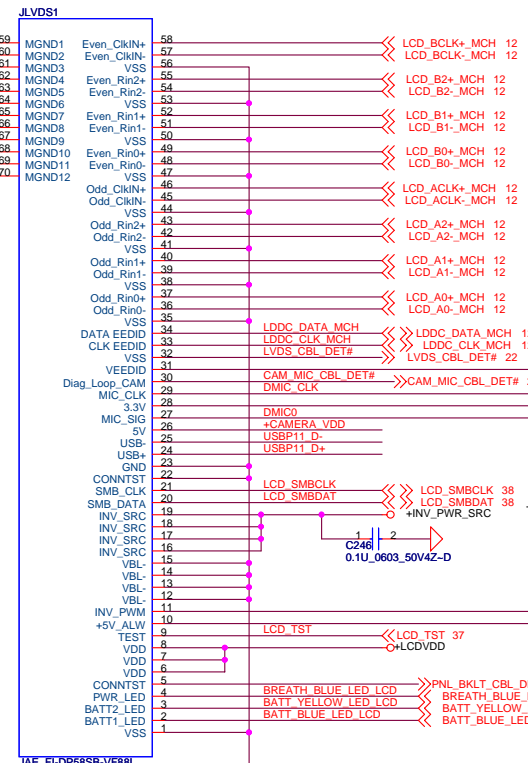 JLVDS1
59 MGND1 Even_ClkIN+ 58 LCD_BCLK+_MCH 12
60 MGND2 Even_ClkIN- 57 LCD_BCLK-_MCH 12
61 MGND3 VSS 56
62 MGND4 Even_Rin2+ 55 LCD_B2+_MCH 12
63 MGND5 Even_Rin2- 54 LCD_B2-_MCH 12
64 MGND6 VSS 53
65 MGND7 Even_Rin1+ 52 LCD_B1+_MCH 12
66 MGND8 Even_Rin1- 51 LCD_B1-_MCH 12
67 MGND9 VSS 50
68 MGND10 Even_Rin0+ 49 LCD_B0+_MCH 12
69 MGND11 Even_Rin0- 48 LCD_B0-_MCH 12
70 MGND12 VSS 47
Odd_ClkIN+ 46 LCD_ACLK+_MCH 12
Odd_ClkIN- 45 LCD_ACLK-_MCH 12
VSS 44
Odd_Rin2+ 43 LCD_A2+_MCH 12
Odd_Rin2- 42 LCD_A2-_MCH 12
VSS 41
Odd_Rin1+ 40 LCD_A1+_MCH 12
Odd_Rin1- 39 LCD_A1-_MCH 12
VSS 38
Odd_Rin0+ 37 LCD_A0+_MCH 12
Odd_Rin0- 36 LCD_A0-_MCH 12
VSS 35
DATA EEDID 34 LDDC_DATA_MCH LDDC_DATA_MCH
CLK EEDID 33 LDDC_CLK_MCH LDDC_CLK_MCH
VSS 32 LVDS_CBL_DET# LVDS_CBL_DET# 22
VEEDID 31
Diag_Loop_CAM 30 CAM_MIC_CBL_DET# CAM_MIC_CBL_DET#
MIC_CLK 29 DMIC_CLK
3.3V 28
MIC_SIG 27 DMIC0
5V 26 +CAMERA_VDD
USB- 25 USBP11_D-
USB+ 24 USBP11_D+
GND 23
CONNTST 22
SMB_CLK 21 LCD_SMBCLK LCD_SMBCLK 38
SMB_DATA 20 LCD_SMBDAT LCD_SMBDAT 38
INV_SRC 19 +INV_PWR_SRC
INV_SRC 18
INV_SRC 17 1 2
INV_SRC 16 C246
VBL- 15 0.1U_0603_50V4Z~D
VBL- 14
VBL- 13
VBL- 12
INV_PWM 11
+5V_ALW 10
TEST 9 LCD_TST LCD_TST 37
VDD 8 +LCDVDD
VDD 7
VDD 6
CONNTST 5 PNL_BKLT_CBL_
PWR_LED 4 BREATH_BLUE_LED_LCD BREATH_BLUE_
BATT2_LED 3 BATT_YELLOW_LED_LCD BATT_YELLOW_
BATT1_LED 2 BATT_BLUE_LED_LCD BATT_BLUE_LE
VSS 1